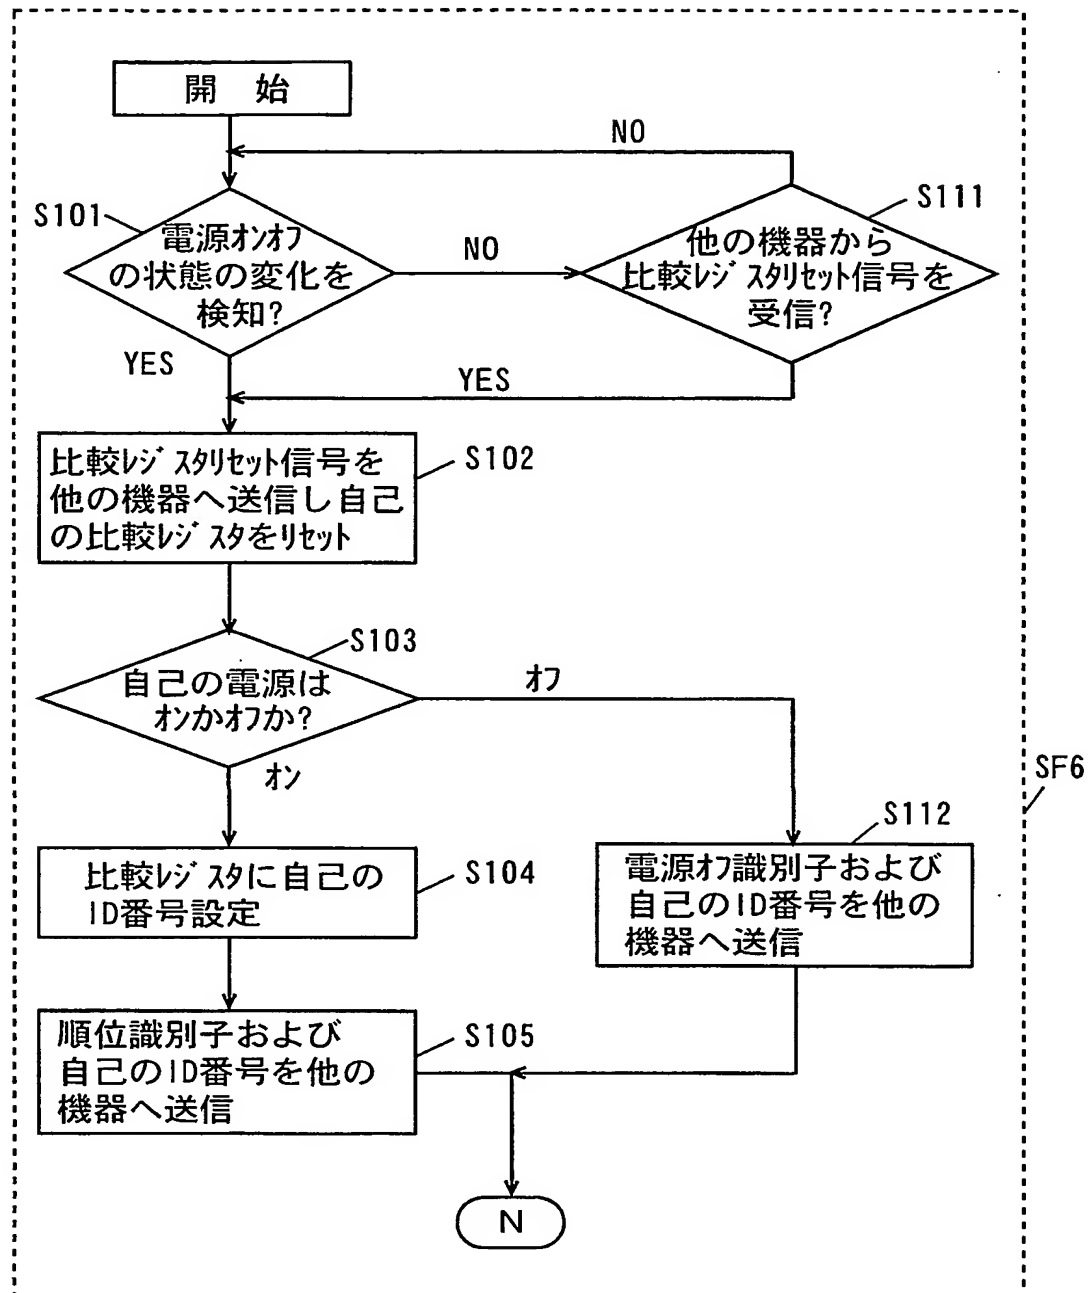 開 始
NO
S101
電源ｵﾝｵﾌ
の状態の変化を
検知?
NO
S111
他の機器から
比較ﾚｼﾞｽﾀﾘｾｯﾄ信号を
受信?
YES
YES
S102
比較ﾚｼﾞｽﾀﾘｾｯﾄ信号を
他の機器へ送信し自己
の比較ﾚｼﾞｽﾀをﾘｾｯﾄ
S103
自己の電源は
ｵﾝかｵﾌか?
ｵﾌ
ｵﾝ
SF6
S104
比較ﾚｼﾞｽﾀに自己の
ID番号設定
S112
電源ｵﾌ識別子および
自己のID番号を他の
機器へ送信
S105
順位識別子および
自己のID番号を他の
機器へ送信
N